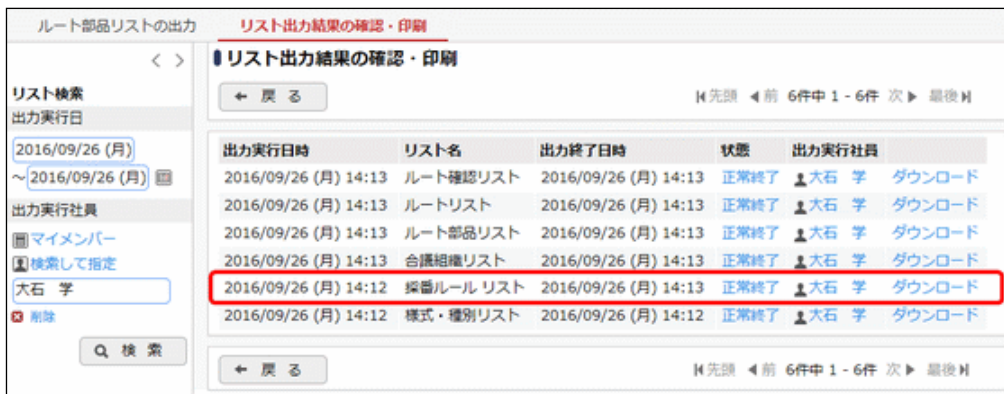 ルート部品リストの出力 リスト出力結果の確認・印刷
リスト出力結果の確認・印刷
リスト検索
出力実行日
2016/09/26 (月)
～2016/09/26 (月)
出力実行社員
マイメンバー
検索して指定
大石 学
削除
検 索
戻 る
先頭 前 6件中 1 - 6件 次 最後
出力実行日時 リスト名 出力終了日時 状態 出力実行社員
2016/09/26 (月) 14:13 ルート確認リスト 2016/09/26 (月) 14:13 正常終了 大石 学 ダウンロード
2016/09/26 (月) 14:13 ルートリスト 2016/09/26 (月) 14:13 正常終了 大石 学 ダウンロード
2016/09/26 (月) 14:13 ルート部品リスト 2016/09/26 (月) 14:13 正常終了 大石 学 ダウンロード
2016/09/26 (月) 14:13 合議組織リスト 2016/09/26 (月) 14:13 正常終了 大石 学 ダウンロード
2016/09/26 (月) 14:12 採番ルール リスト 2016/09/26 (月) 14:13 正常終了 大石 学 ダウンロード
2016/09/26 (月) 14:12 様式・種別リスト 2016/09/26 (月) 14:12 正常終了 大石 学 ダウンロード
戻 る
先頭 前 6件中 1 - 6件 次 最後